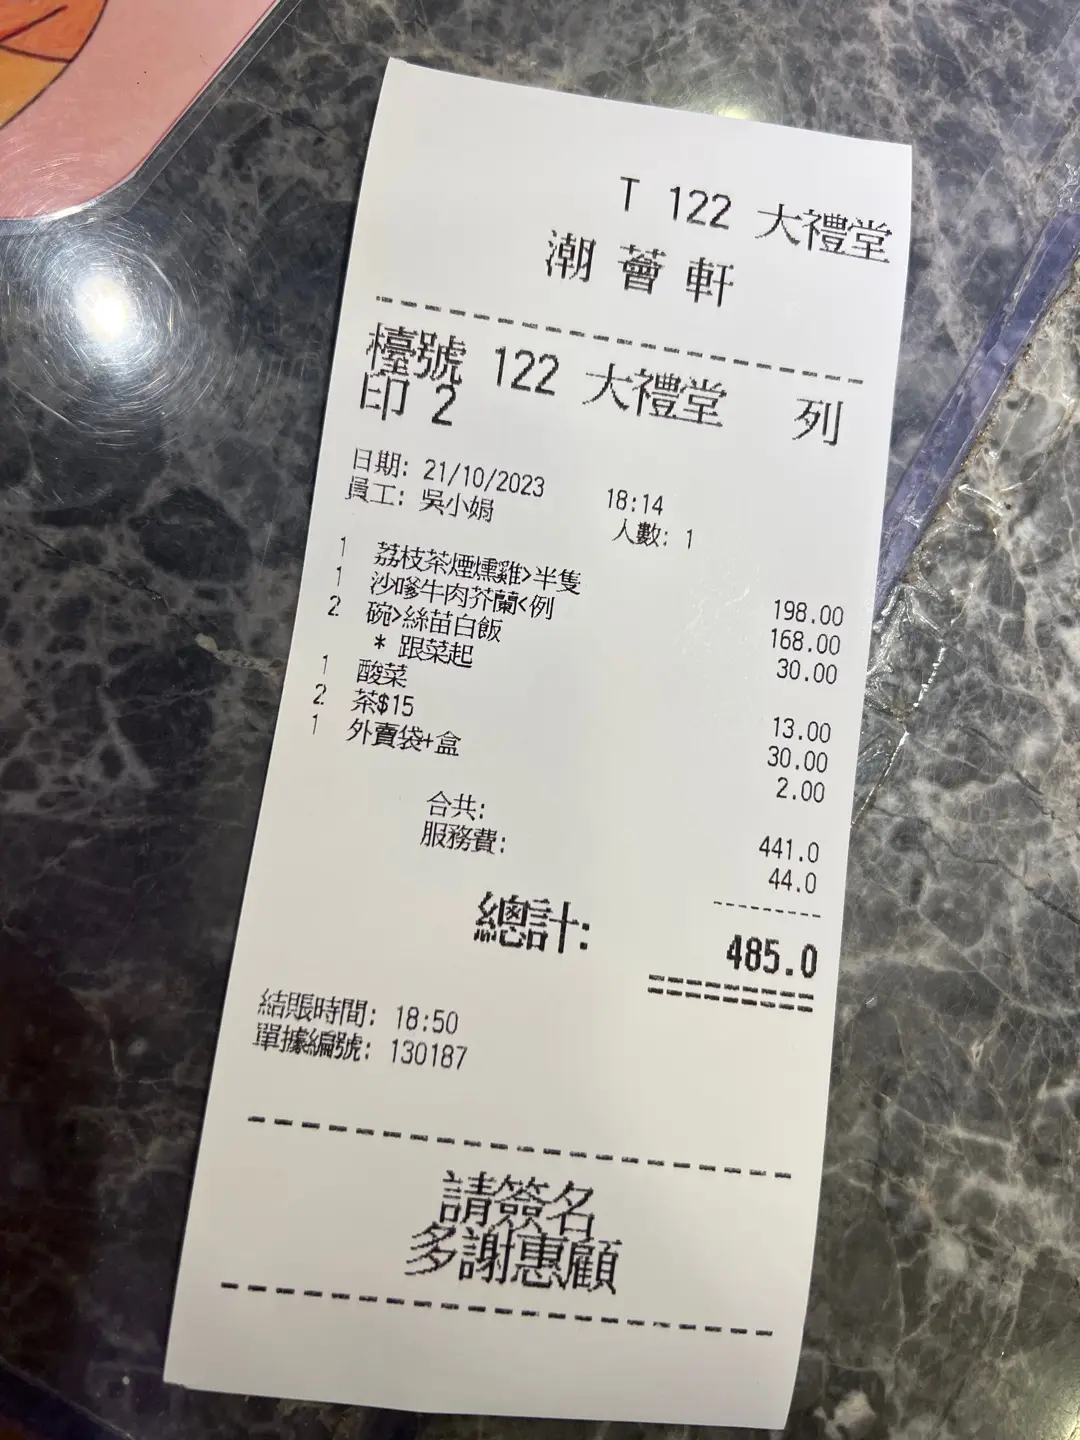 T 122 大禮堂
潮薈軒
檯號 122 大禮堂 列
印 2
日期: 21/10/2023 18:14
員工: 吳小娟 人數: 1
1 荔枝茶煙燻雞>半隻 198.00
1 沙嗲牛肉芥蘭<例 168.00
2 碗>絲苗白飯 30.00
* 跟菜起
1 酸菜 13.00
2 茶$15 30.00
1 外賣袋+盒 2.00
合共: 441.0
服務費: 44.0
總計: 485.0
結賬時間: 18:50
單據編號: 130187
請簽名
多謝惠顧